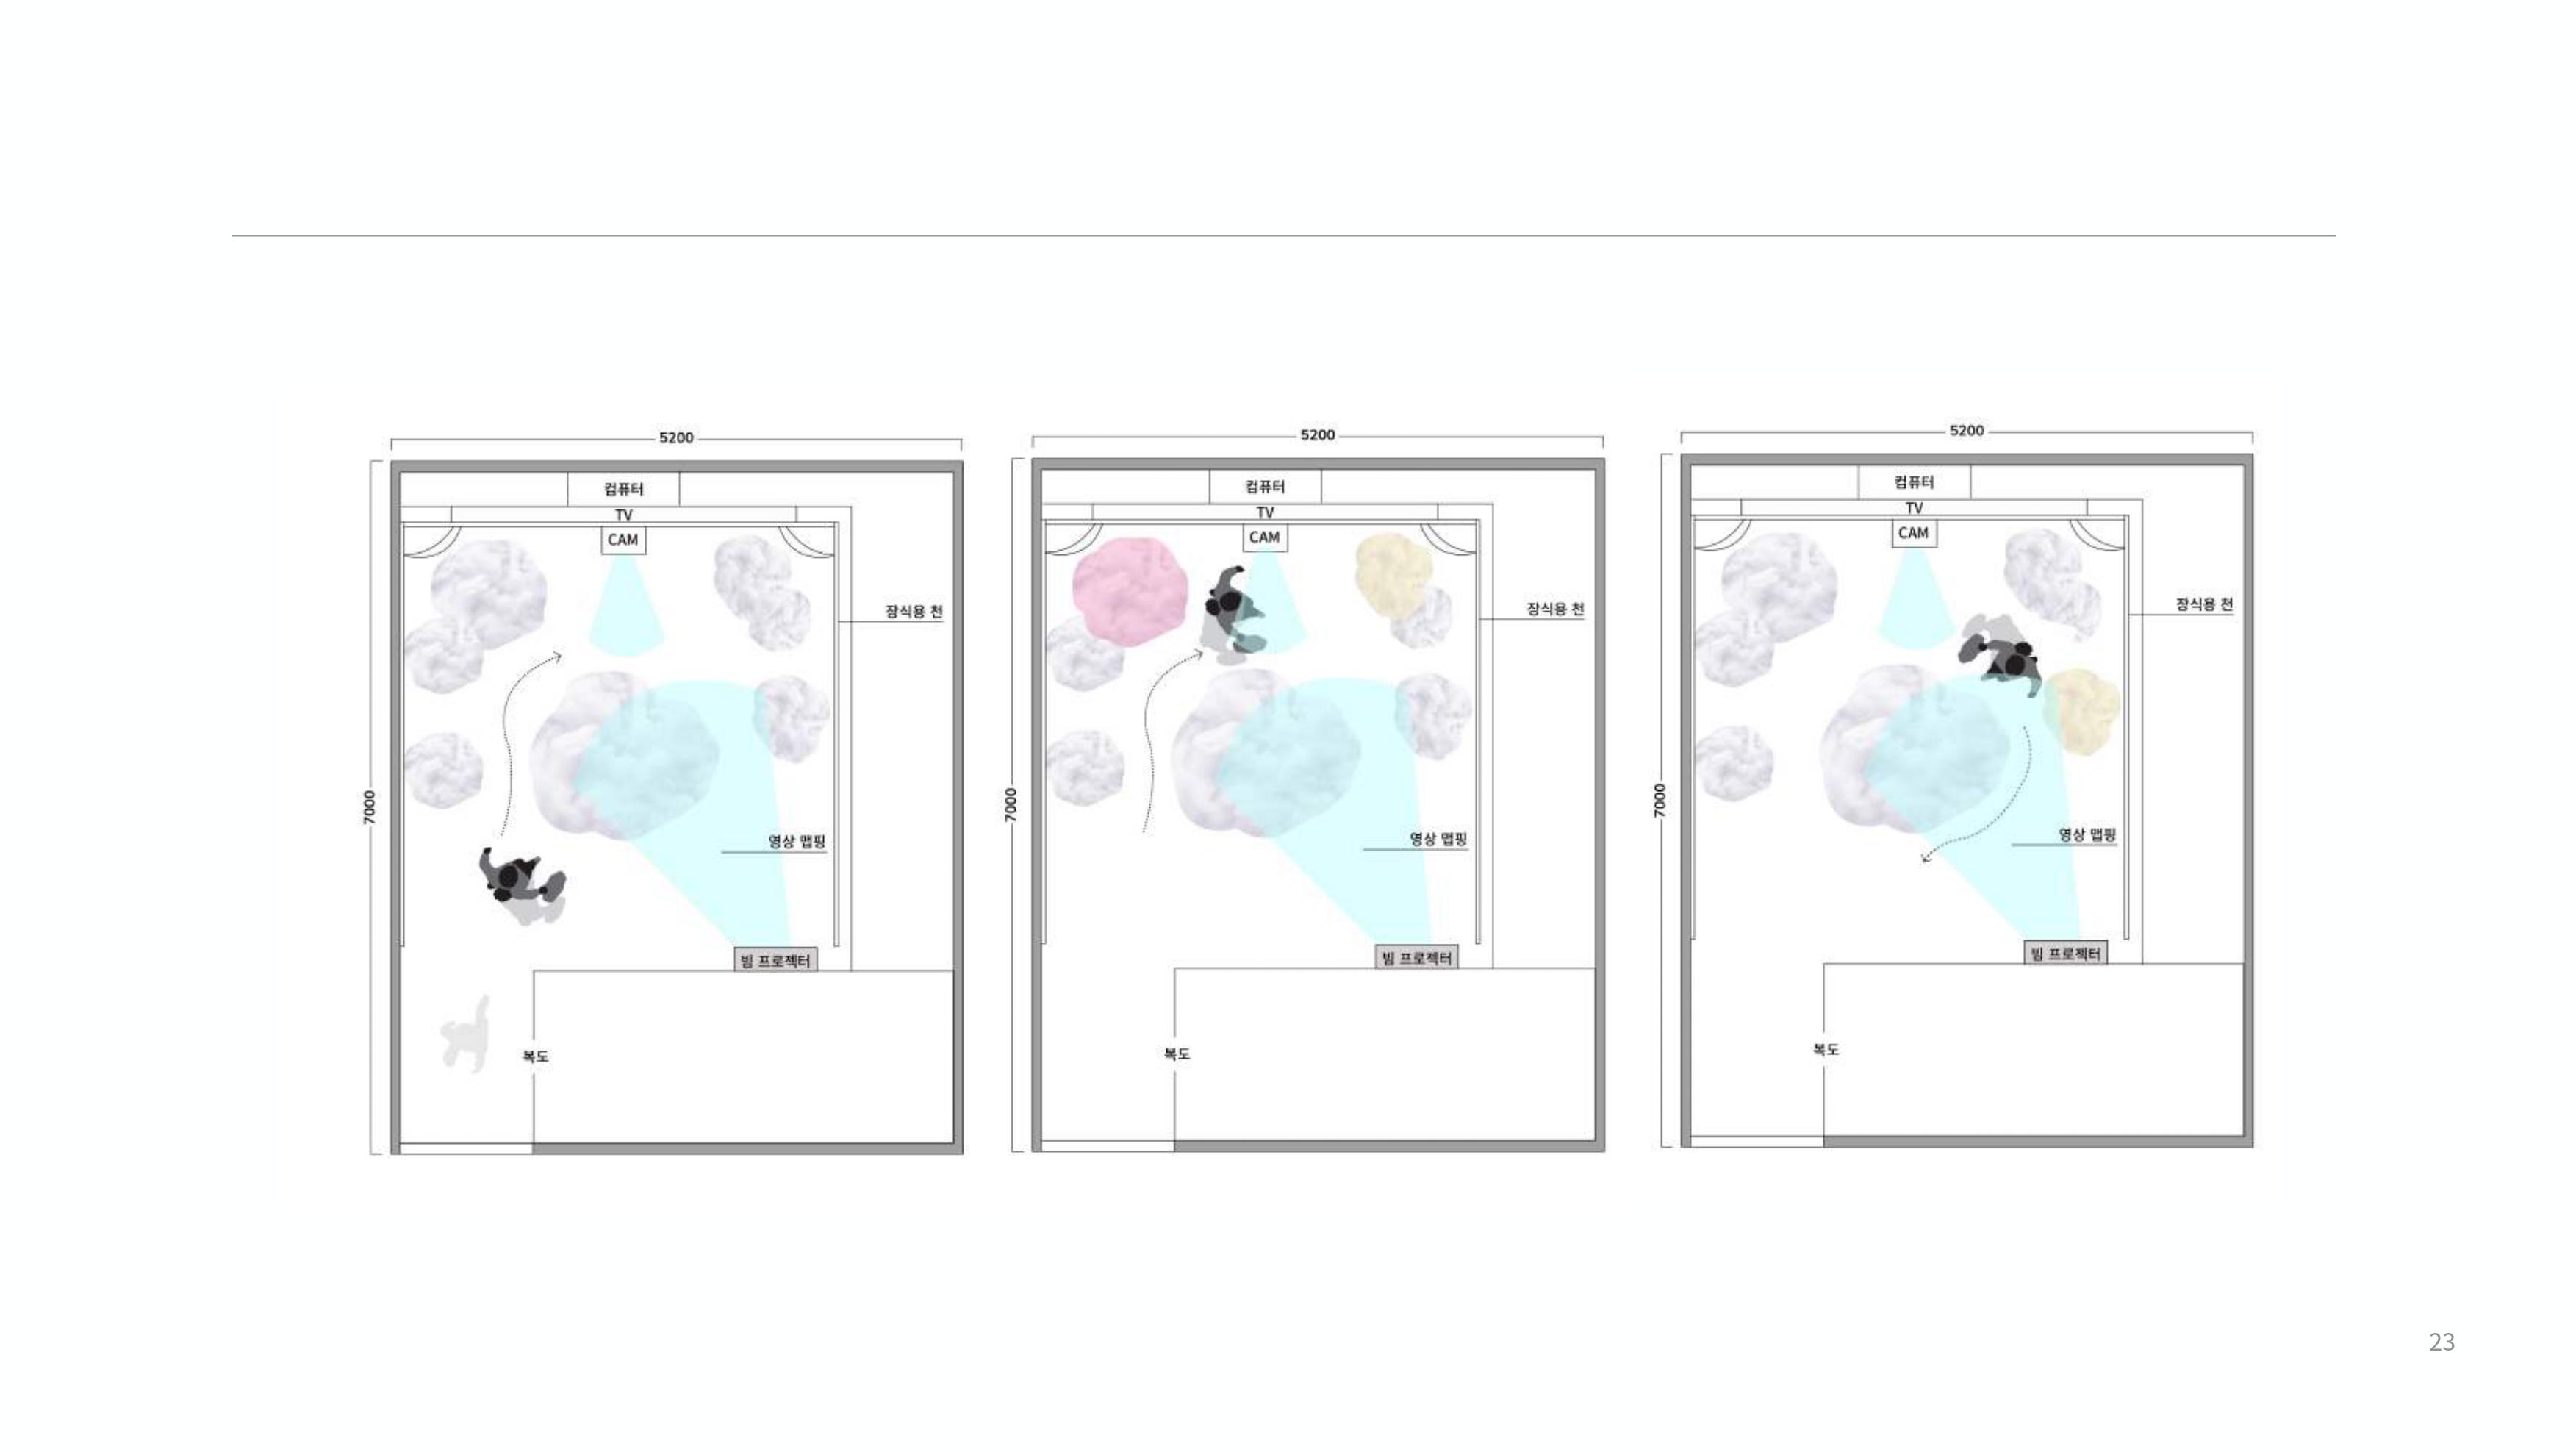 5200
컴퓨터
TV
CAM
장식용 천
7000
영상 맵핑
빔 프로젝터
복도
5200
컴퓨터
TV
CAM
장식용 천
7000
영상 맵핑
빔 프로젝터
복도
5200
컴퓨터
TV
CAM
장식용 천
7000
영상 맵핑
빔 프로젝터
복도
23